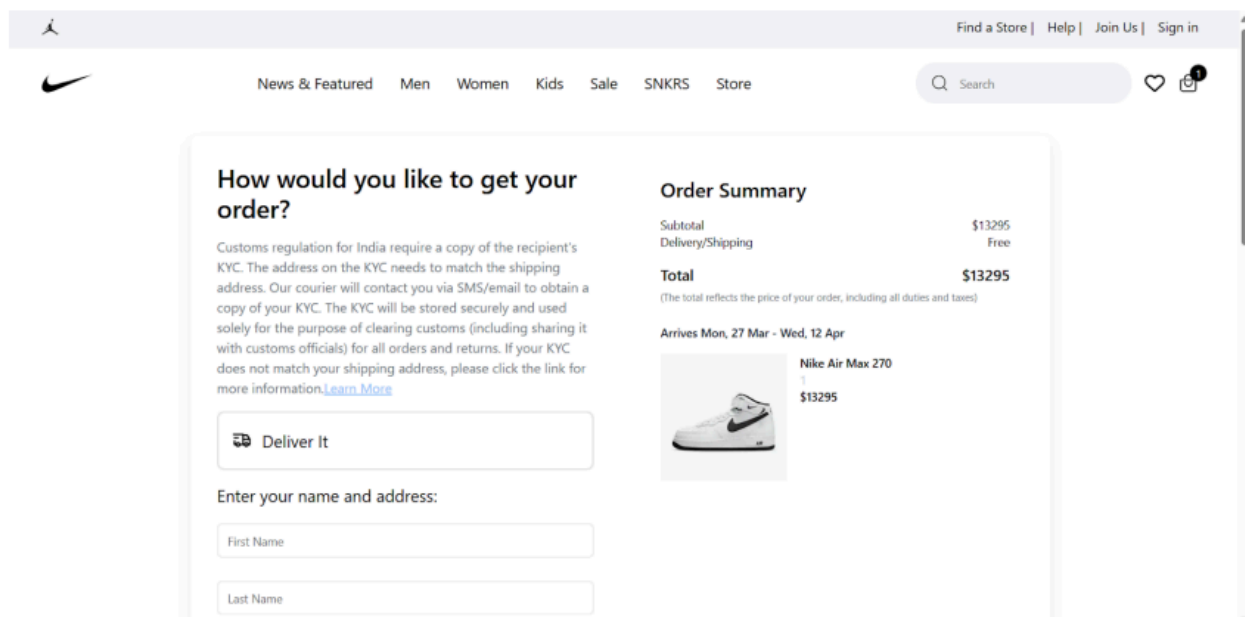 Find a Store | Help | Join Us | Sign in
News & Featured Men Women Kids Sale SNKRS Store Search 1
How would you like to get your
order?
Customs regulation for India require a copy of the recipient's
KYC. The address on the KYC needs to match the shipping
address. Our courier will contact you via SMS/email to obtain a
copy of your KYC. The KYC will be stored securely and used
solely for the purpose of clearing customs (including sharing it
with customs officials) for all orders and returns. If your KYC
does not match your shipping address, please click the link for
more information.Learn More
Deliver It
Enter your name and address:
First Name
Last Name
Order Summary
Subtotal $13295
Delivery/Shipping Free
Total $13295
(The total reflects the price of your order, including all duties and taxes)
Arrives Mon, 27 Mar - Wed, 12 Apr
Nike Air Max 270
1
$13295